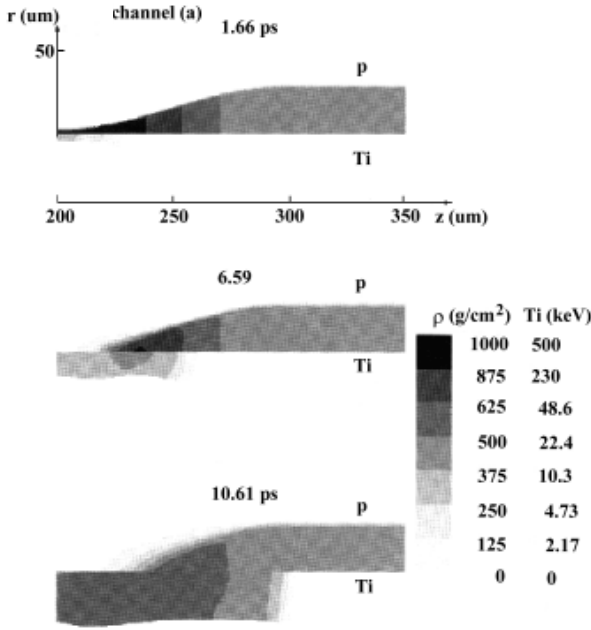 r (um)
channel (a)
1.66 ps
50
p
Ti
200 250 300 350
z (um)
6.59
p
Ti
ρ (g/cm²) Ti (keV)
1000 500
875 230
625 48.6
500 22.4
375 10.3
250 4.73
125 2.17
0 0
10.61 ps
p
Ti